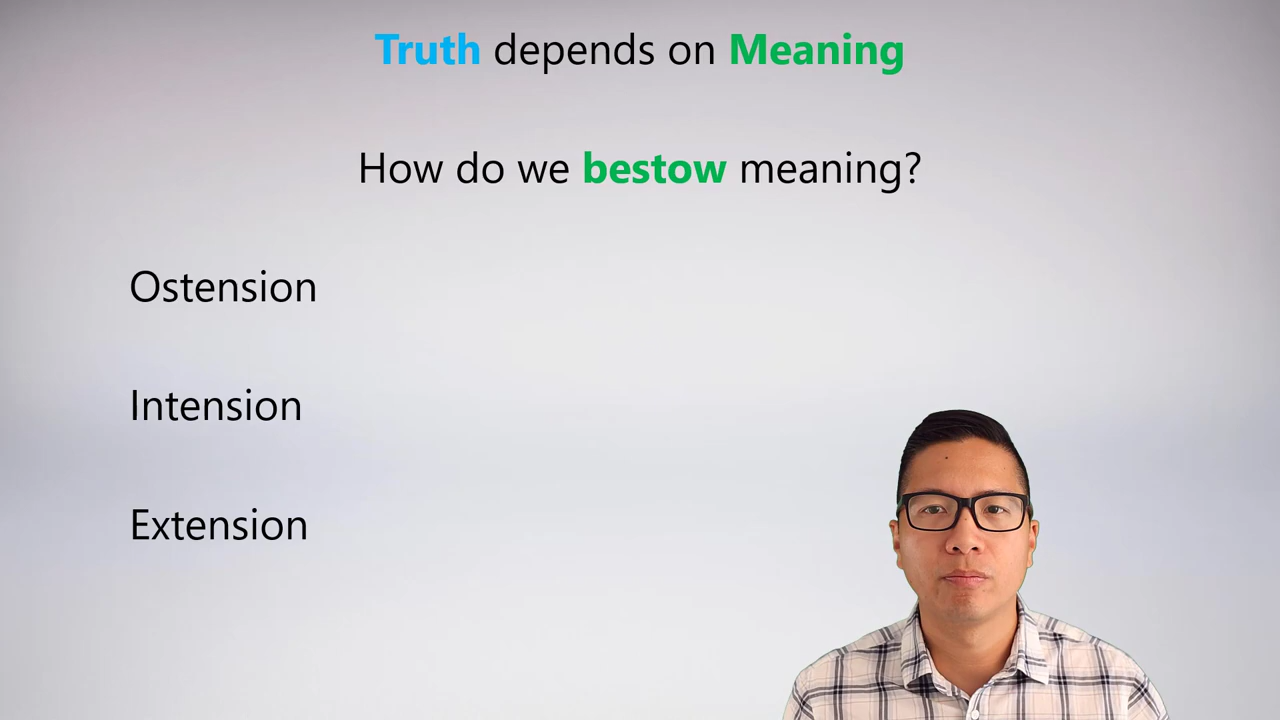 Truth depends on Meaning
How do we bestow meaning?
Ostension
Intension
Extension